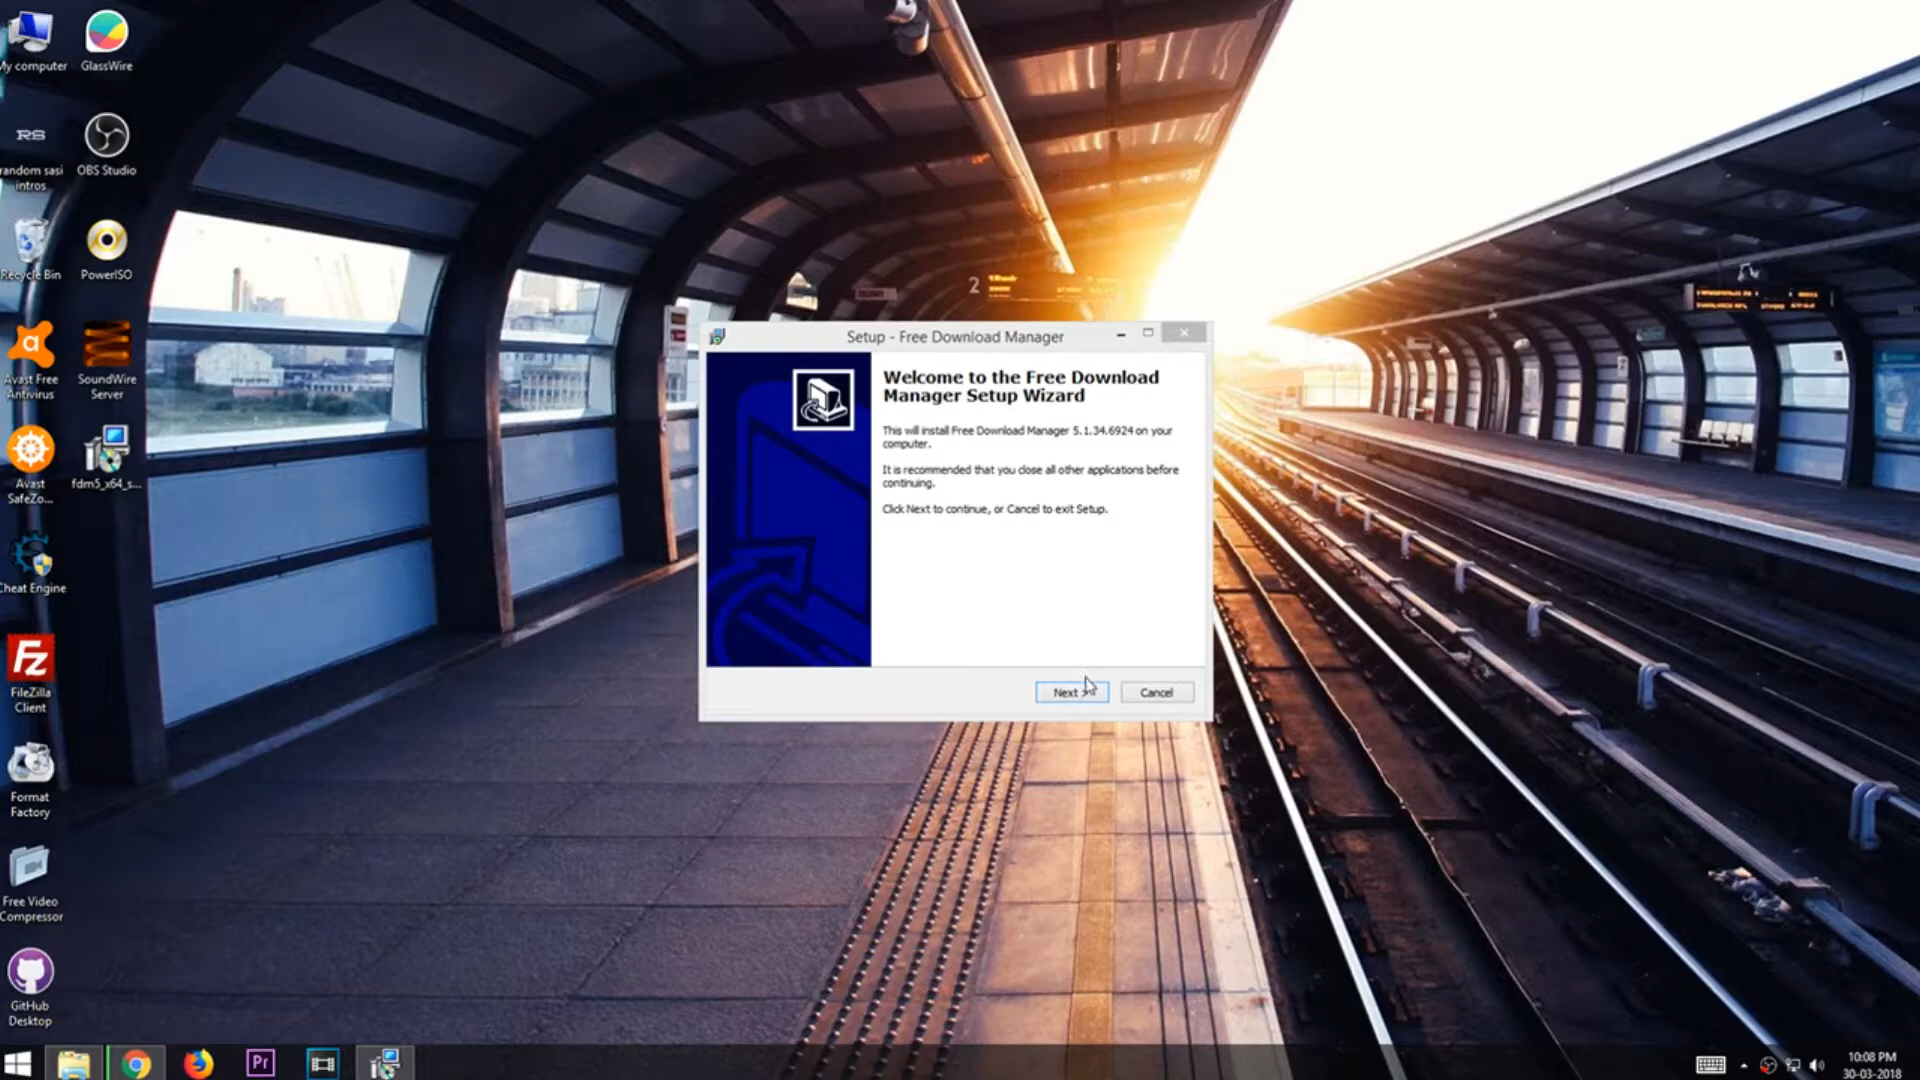 My computer
GlassWire
RS
random sasi
intros
OBS Studio
Recycle Bin
PowerISO
Avast Free
Antivirus
SoundWire
Server
Avast
SafeZo...
fdm5_x64_s...
Cheat Engine
FileZilla
Client
Format
Factory
Free Video
Compressor
GitHub
Desktop
2
Setup - Free Download Manager
Welcome to the Free Download
Manager Setup Wizard
This will install Free Download Manager 5.1.34.6924 on your
computer.
It is recommended that you close all other applications before
continuing.
Click Next to continue, or Cancel to exit Setup.
Next >
Cancel
Pr
10:08 PM
30-03-2018